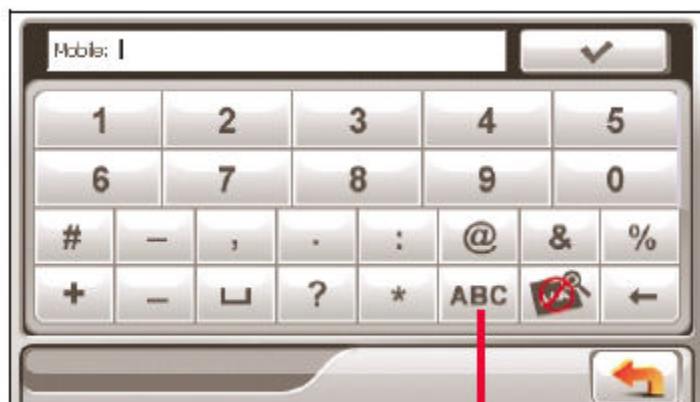 Mobile:
1 2 3 4 5
6 7 8 9 0
# – , . : @ & %
+ _ ? * ABC ←